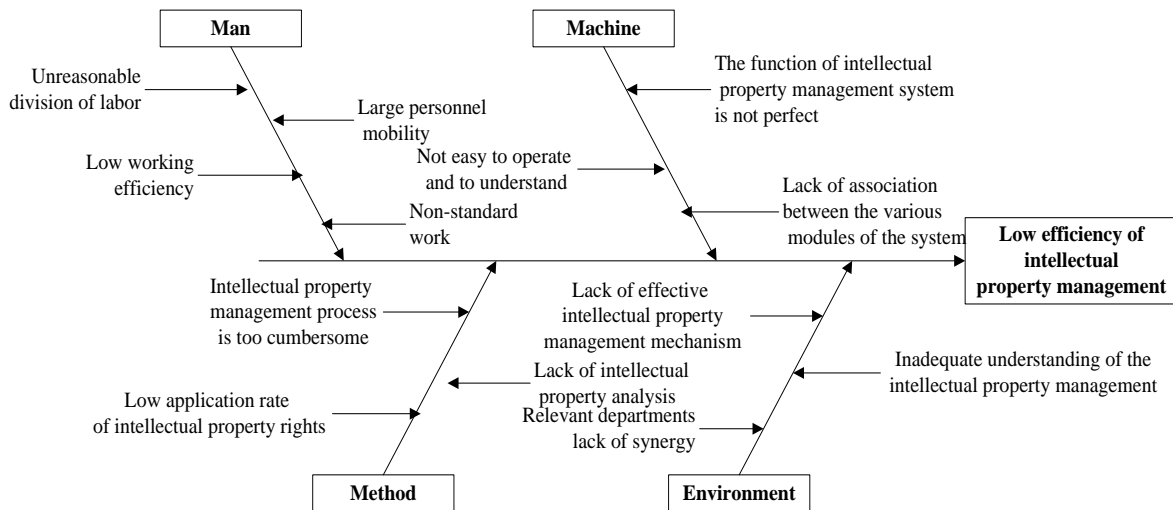 Man
Machine
Unreasonable
division of labor
Large personnel
mobility
Low working
efficiency
Non-standard
work
The function of intellectual
property management system
is not perfect
Not easy to operate
and to understand
Lack of association
between the various
modules of the system
Low efficiency of
intellectual
property management
Intellectual property
management process
is too cumbersome
Lack of intellectual
property analysis
Low application rate
of intellectual property rights
Lack of effective
intellectual property
management mechanism
Inadequate understanding of the
intellectual property management
Relevant departments
lack of synergy
Method
Environment